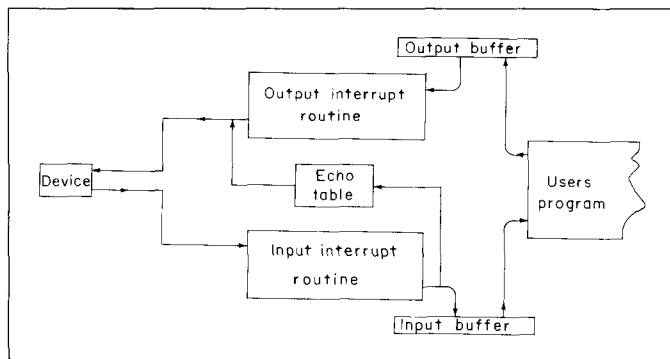 Output buffer
Output interrupt
routine
Device
Echo
table
Users
program
Input interrupt
routine
Input buffer